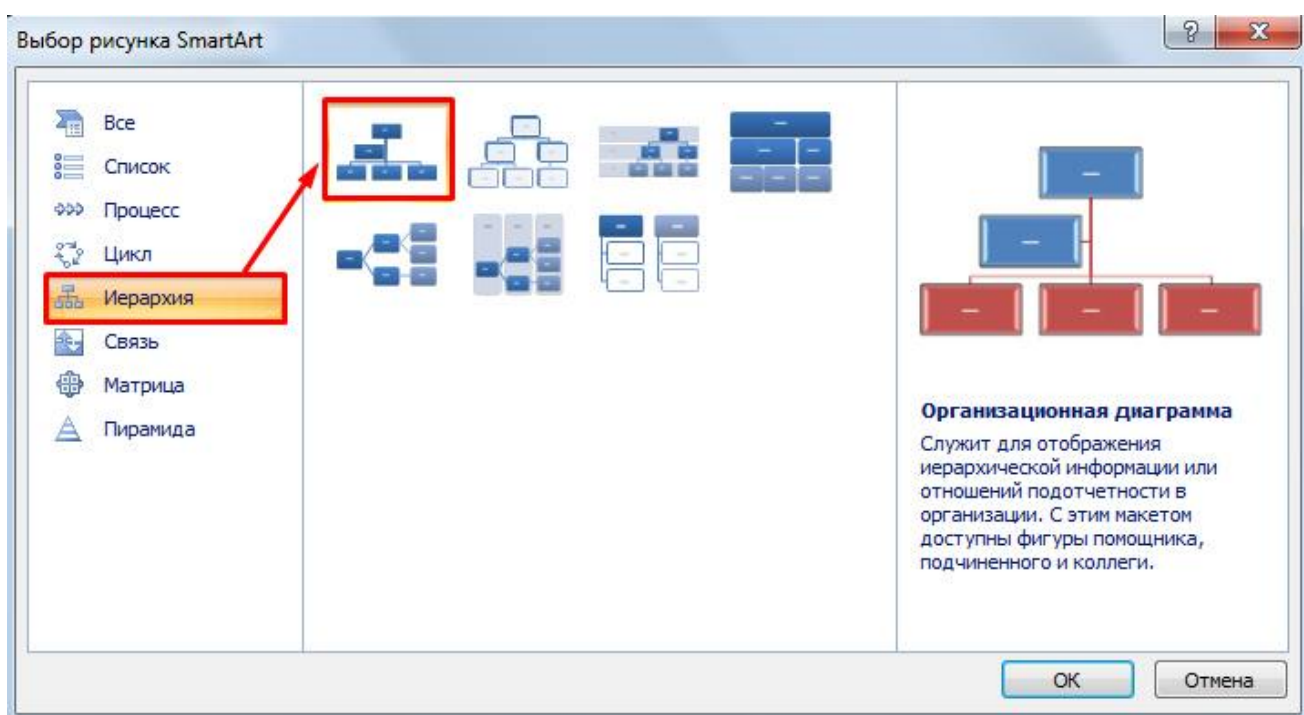 Выбор рисунка SmartArt
Все
Список
Процесс
Цикл
Иерархия
Связь
Матрица
Пирамида
Организационная диаграмма
Служит для отображения
иерархической информации или
отношений подотчетности в
организации. С этим макетом
доступны фигуры помощника,
подчиненного и коллеги.
ОК
Отмена